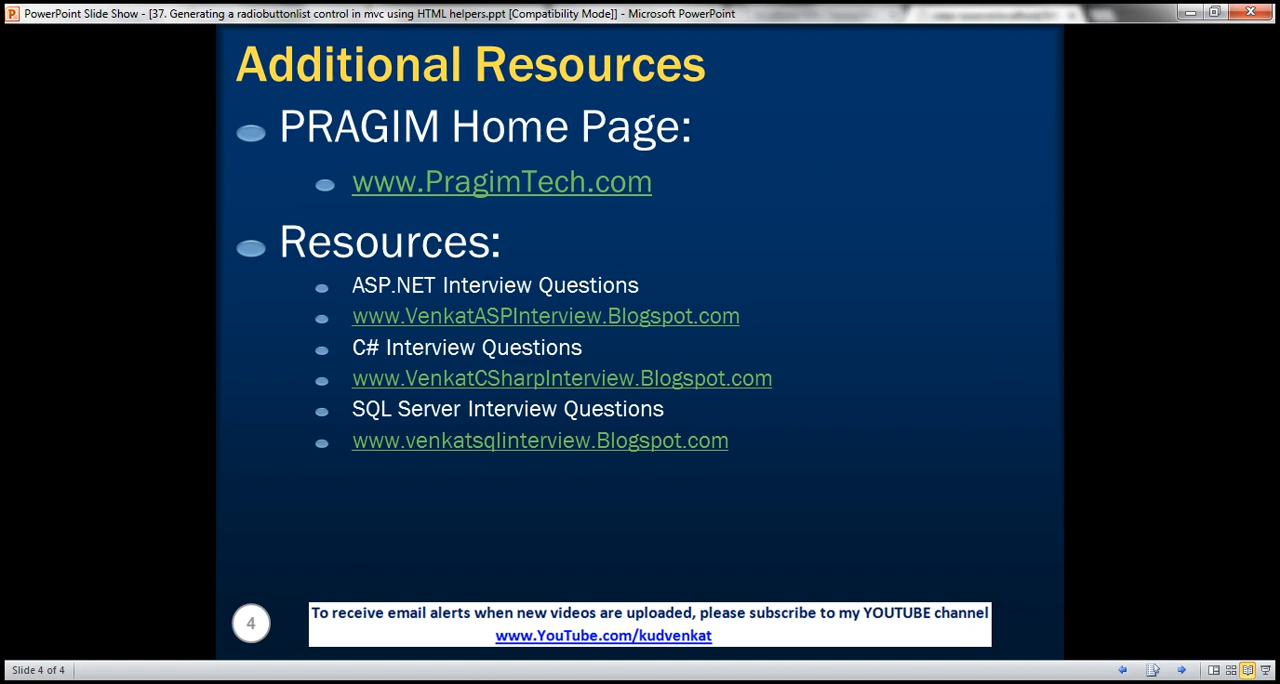 PowerPoint Slide Show - [37. Generating a radiobuttonlist control in mvc using HTML helpers.ppt [Compatibility Mode]] - Microsoft PowerPoint
Additional Resources
PRAGIM Home Page:
www.PragimTech.com
Resources:
ASP.NET Interview Questions
www.VenkatASPInterview.Blogspot.com
C# Interview Questions
www.VenkatCSharpInterview.Blogspot.com
SQL Server Interview Questions
www.venkatsqlinterview.Blogspot.com
4
To receive email alerts when new videos are uploaded, please subscribe to my YOUTUBE channel
www.YouTube.com/kudvenkat
Slide 4 of 4